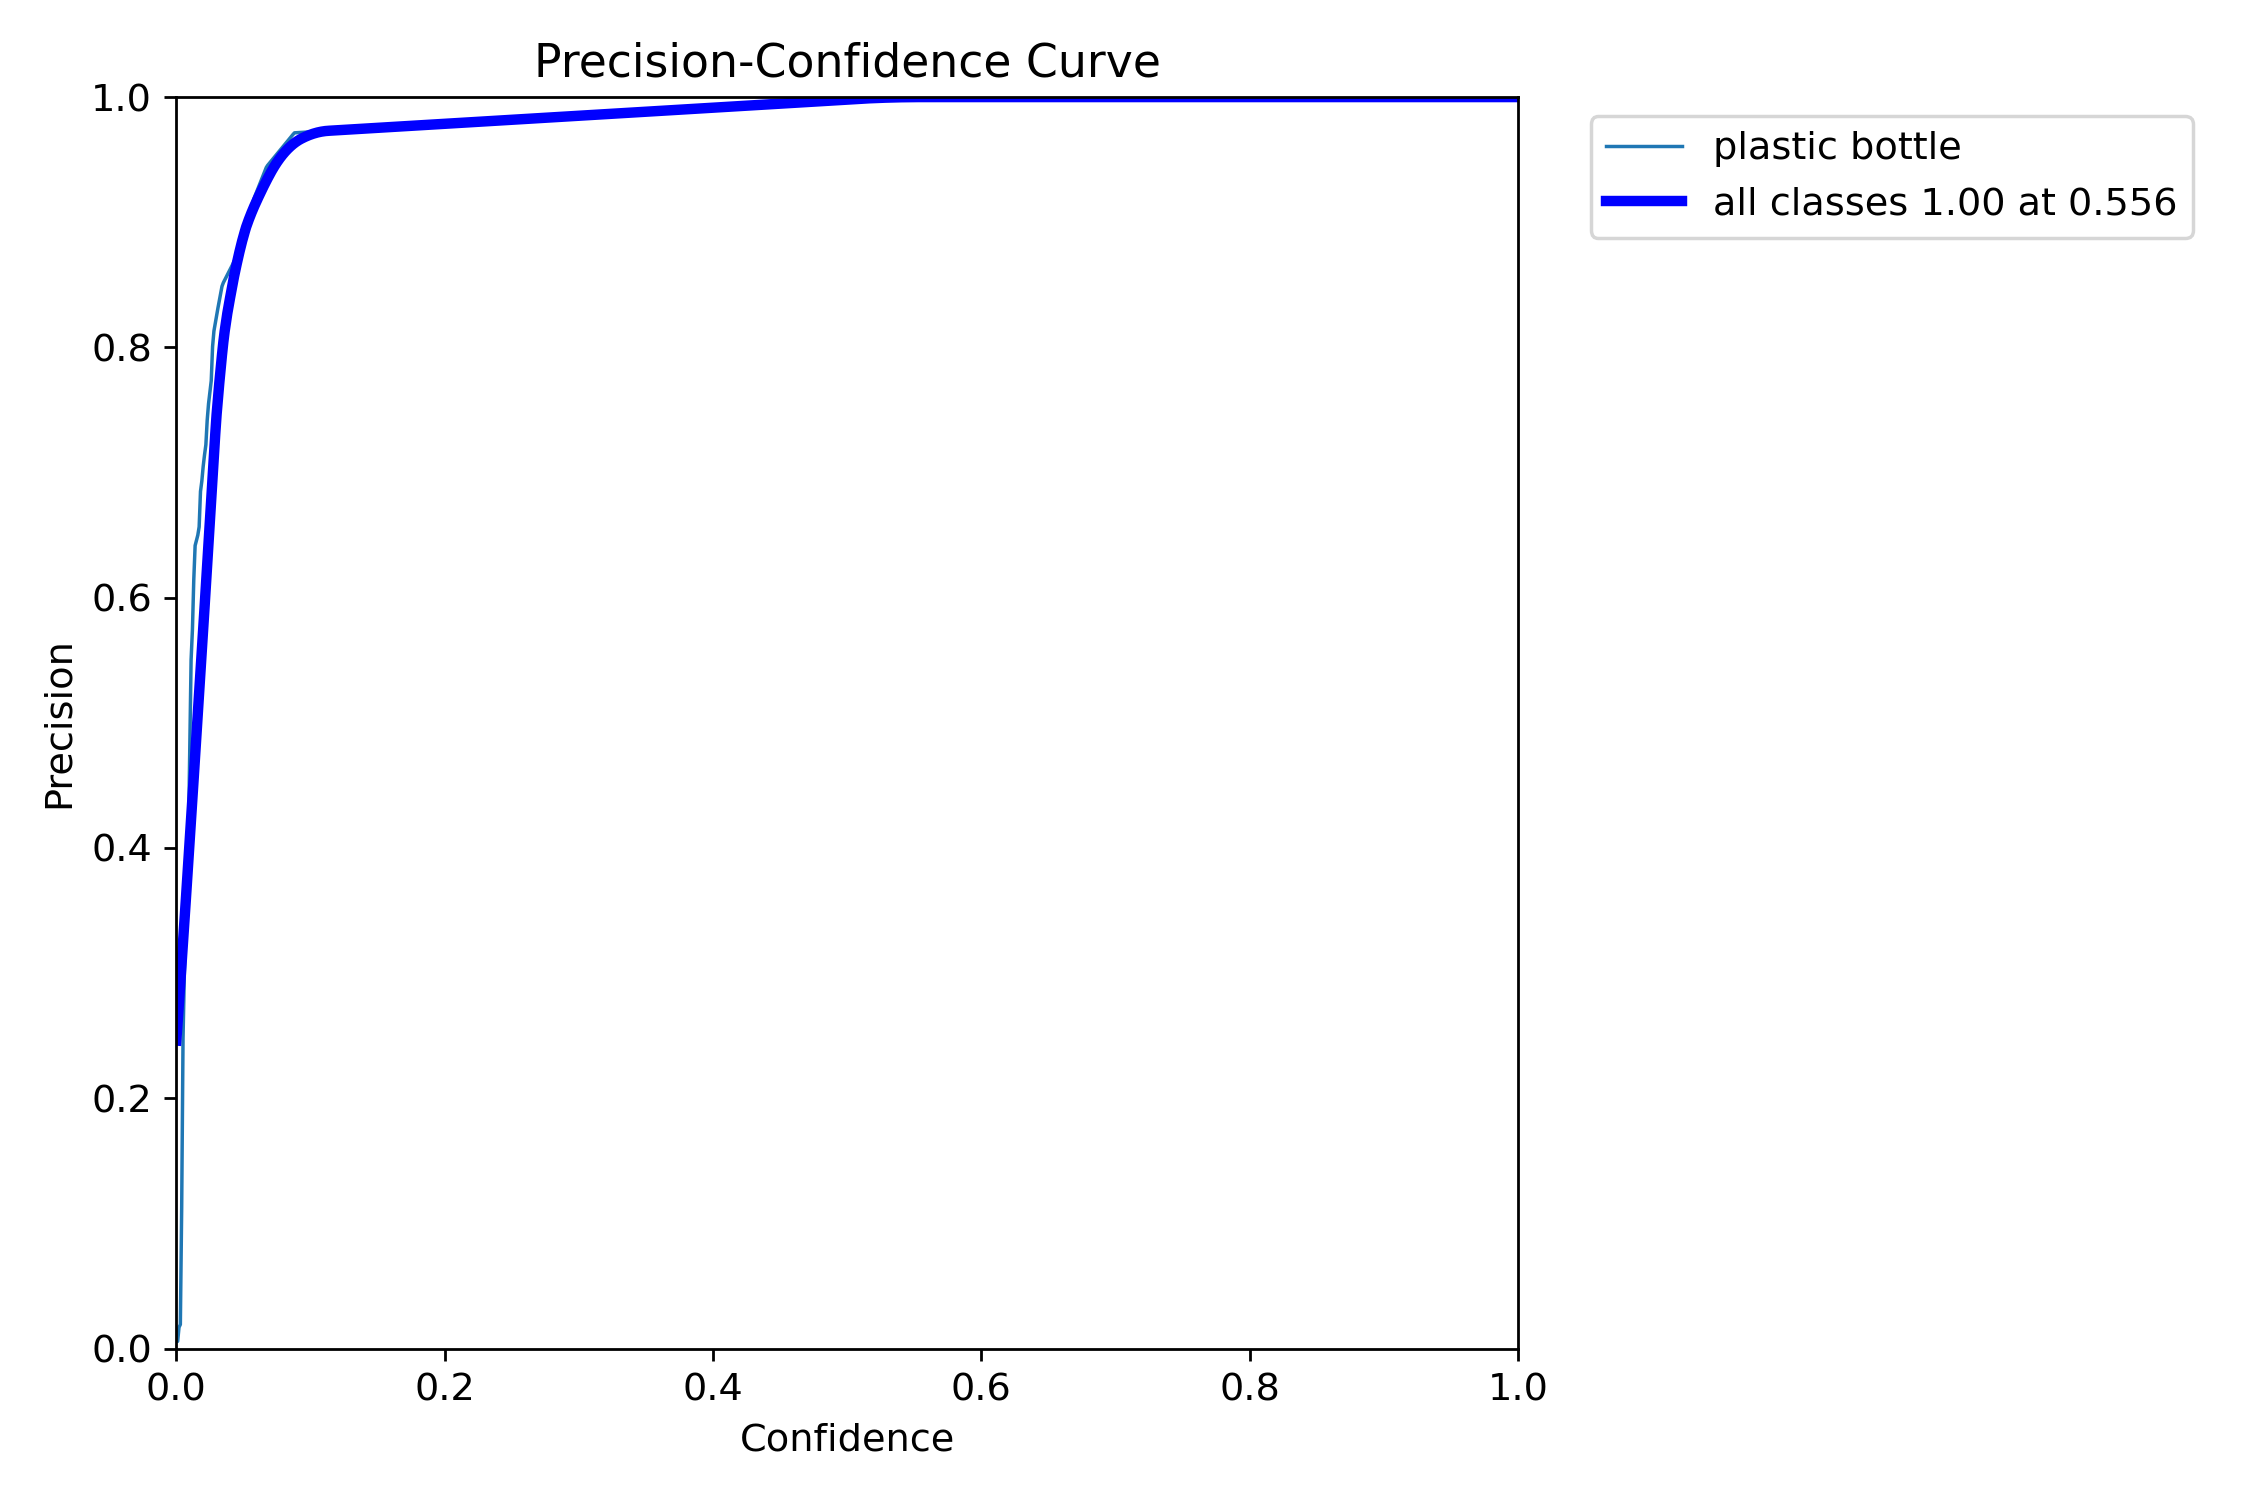 Precision-Confidence Curve
1.0
0.8
0.6
0.4
0.2
0.0
Precision
0.0 0.2 0.4 0.6 0.8 1.0
Confidence
plastic bottle
all classes 1.00 at 0.556